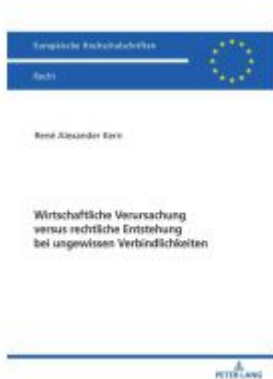 Europäische Hochschulschriften
Recht
René Alexander Kern
Wirtschaftliche Verursachung
versus rechtliche Entstehung
bei ungewissen Verbindlichkeiten
PETER LANG